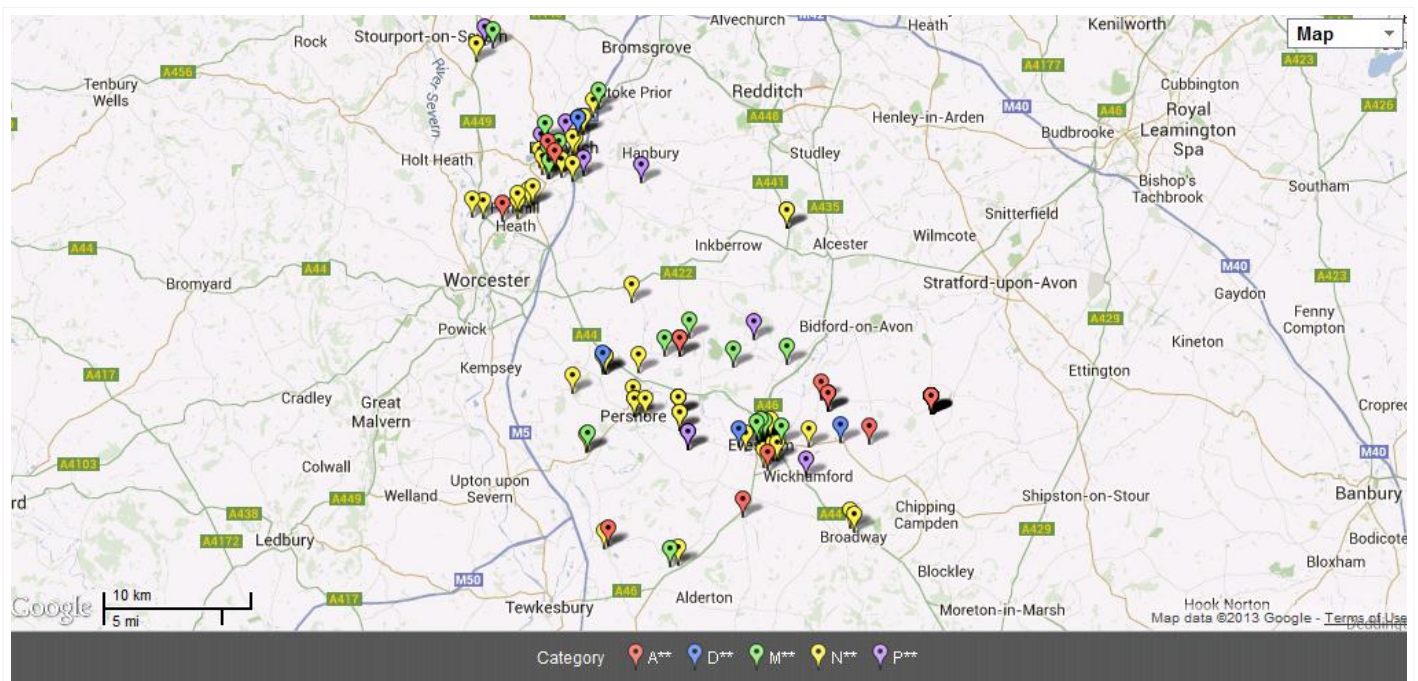 Alvechurch
Heath
Kenilworth
Map
Rock
Stourport-on-Severn
Bromsgrove
A456
A4177
A423
Tenbury
Wells
River Severn
Stoke Prior
Redditch
Cubbington
M40
A46
A426
A449
A448
Henley-in-Arden
Royal
Leamington
Spa
Budbrooke
Holt Heath
Hanbury
Studley
A441
Bishop's
Tachbrook
Southam
A435
Snitterfield
Heath
Wilmcote
A44
Inkberrow
Alcester
A44
A422
M40
A423
Bromyard
Worcester
Stratford-upon-Avon
Gaydon
Powick
A44
Bidford-on-Avon
A429
Fenny
Compton
Kineton
Kempsey
A417
Ettington
Cradley
Great
Malvern
A46
Pershore
M5
Evesham
M40
A4103
Colwall
Wickhamford
Upton upon
Severn
Welland
A449
Shipston-on-Stour
Banbury
A438
Chipping
Campden
A429
A4172
Ledbury
Broadway
Bodicote
Bloxham
M50
Blockley
10 km
A417
A46
Alderton
Google
5 mi
Tewkesbury
Moreton-in-Marsh
Hook Norton
Map data ©2013 Google - Terms of Use
Category A** D** M** N** P**